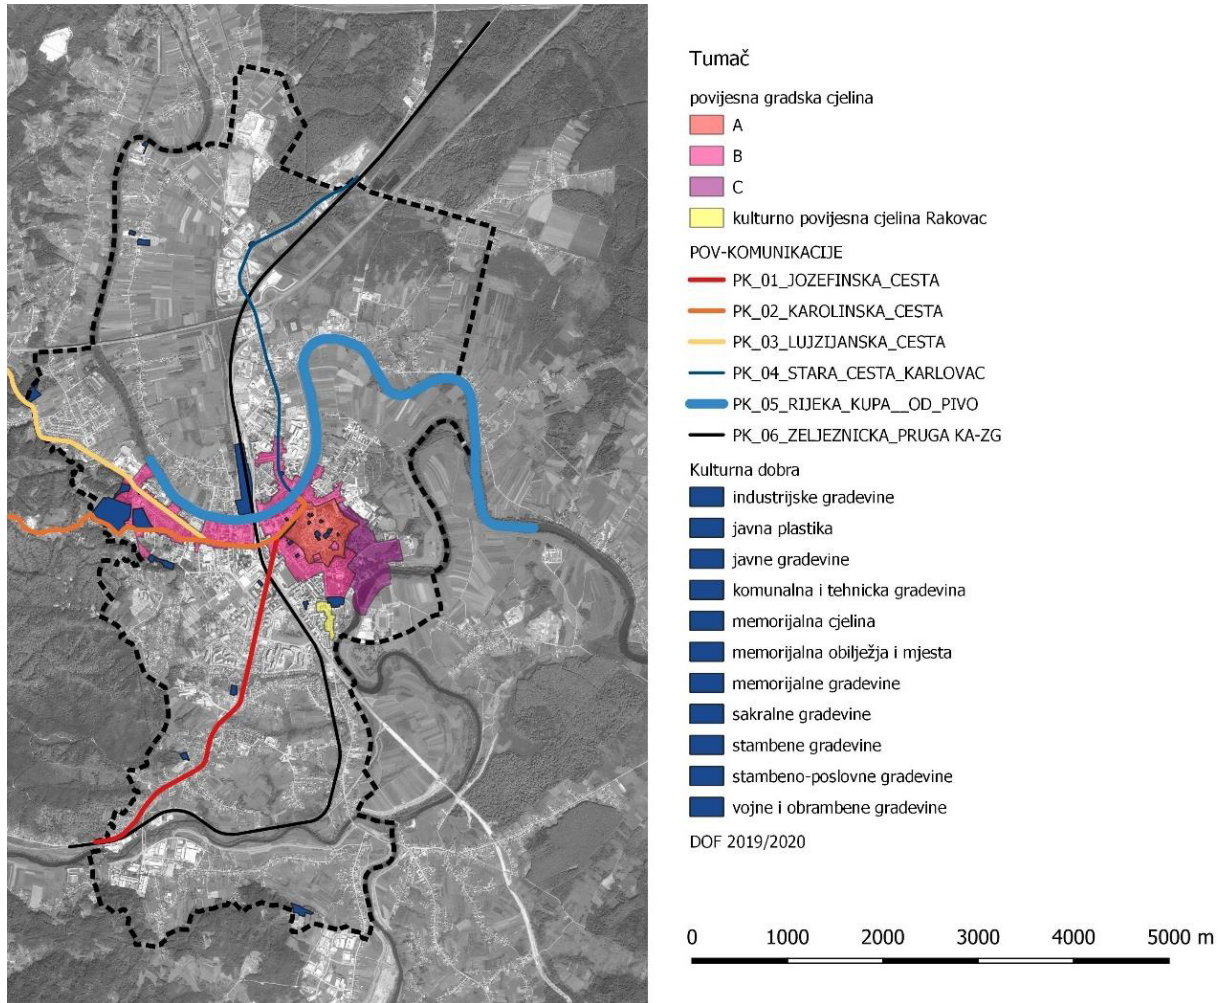 Tumač
povijesna gradska cjelina
A
B
C
kulturno povijesna cjelina Rakovac
POV-KOMUNIKACIJE
PK_01_JOZEFINSKA_CESTA
PK_02_KAROLINSKA_CESTA
PK_03_LUJZIJANSKA_CESTA
PK_04_STARA_CESTA_KARLOVAC
PK_05_RIJEKA_KUPA__OD_PIVO
PK_06_ZELJEZNICKA_PRUGA KA-ZG
Kulturna dobra
industrijske gradevine
javna plastika
javne gradevine
komunalna i tehnicka gradevina
memorijalna cjelina
memorijalna obilježja i mjesta
memorijalne gradevine
sakralne gradevine
stambene gradevine
stambeno-poslovne gradevine
vojne i obrambene gradevine
DOF 2019/2020
0 1000 2000 3000 4000 5000 m